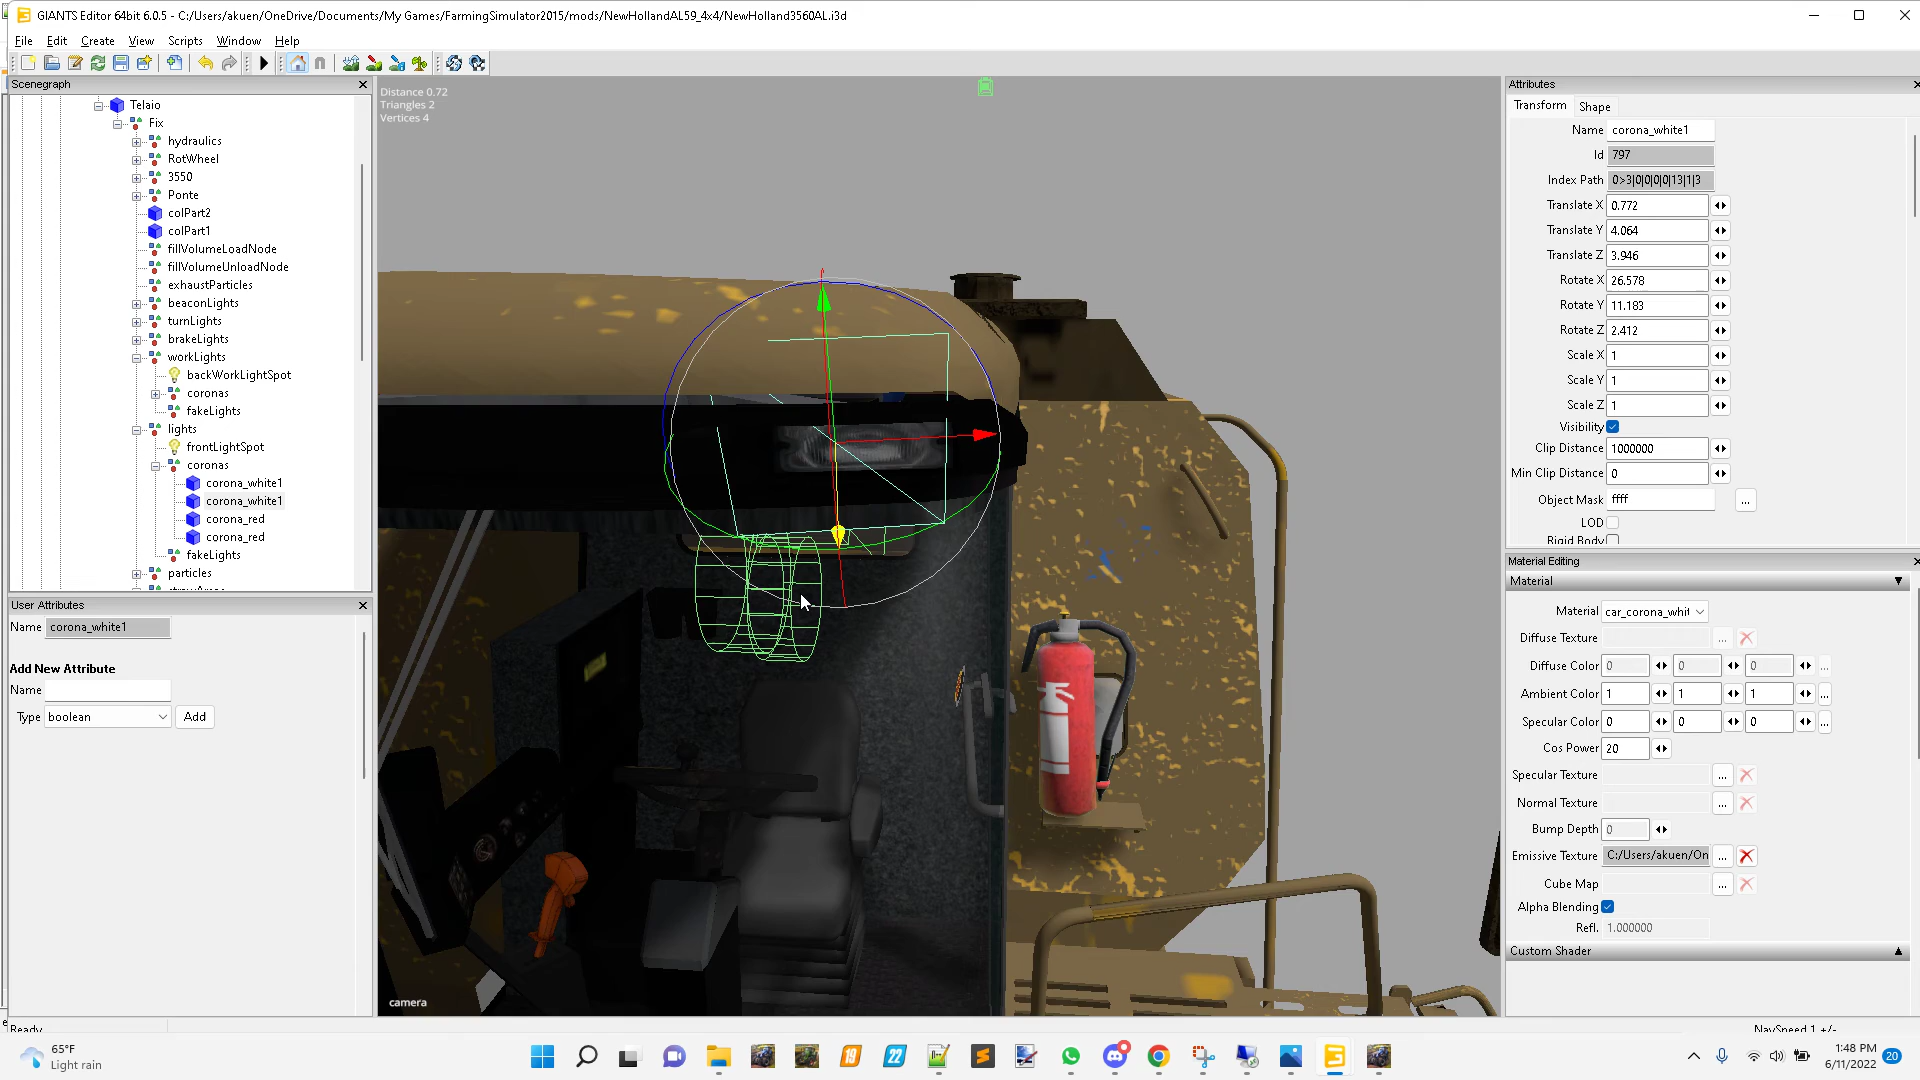 GIANTS Editor 64bit 6.0.5 - C:/Users/akuen/OneDrive/Documents/My Games/FarmingSimulator2015/mods/NewHollandAL59_4x4/NewHolland3560AL.i3d
File Edit Create View Scripts Window Help
Scenegraph
Telaio
Fix
hydraulics
RotWheel
3550
Ponte
colPart2
colPart1
fillVolumeLoadNode
fillVolumeUnloadNode
exhaustParticles
beaconLights
turnLights
brakeLights
workLights
backWorkLightSpot
coronas
fakeLights
lights
frontLightSpot
coronas
corona_white1
corona_white1
corona_red
corona_red
fakeLights
particles
User Attributes
Name corona_white1
Add New Attribute
Name
Type boolean Add
Distance 0.72
Triangles 2
Vertices 4
camera
Attributes
Transform Shape
Name corona_white1
Id 797
Index Path 0>3|0|0|0|0|13|1|3
Translate X 0.772
Translate Y 4.064
Translate Z 3.946
Rotate X 26.578
Rotate Y 11.183
Rotate Z 2.412
Scale X 1
Scale Y 1
Scale Z 1
Visibility
Clip Distance 1000000
Min Clip Distance 0
Object Mask ffff ...
LOD
Rigid Body
Material Editing
Material
Material car_corona_whit
Diffuse Texture ...
Diffuse Color 0 0 0 ...
Ambient Color 1 1 1 ...
Specular Color 0 0 0 ...
Cos Power 20
Specular Texture ...
Normal Texture ...
Bump Depth 0
Emissive Texture C:/Users/akuen/On ...
Cube Map ...
Alpha Blending
Refl. 1.000000
Custom Shader
Ready
NavSpeed 1 +/-
65°F
Light rain
19
22
1:48 PM
6/11/2022
20